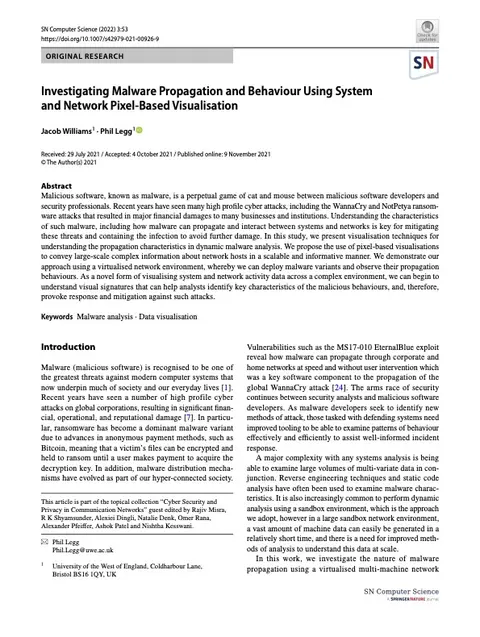 SN Computer Science (2022) 3:53
https://doi.org/10.1007/s42979-021-00926-9
Check for
updates
ORIGINAL RESEARCH
SN
Investigating Malware Propagation and Behaviour Using System
and Network Pixel-Based Visualisation
Jacob Williams1 · Phil Legg1
Received: 29 July 2021 / Accepted: 4 October 2021 / Published online: 9 November 2021
© The Author(s) 2021
Abstract
Malicious software, known as malware, is a perpetual game of cat and mouse between malicious software developers and
security professionals. Recent years have seen many high profile cyber attacks, including the WannaCry and NotPetya ransom-
ware attacks that resulted in major financial damages to many businesses and institutions. Understanding the characteristics
of such malware, including how malware can propagate and interact between systems and networks is key for mitigating
these threats and containing the infection to avoid further damage. In this study, we present visualisation techniques for
understanding the propagation characteristics in dynamic malware analysis. We propose the use of pixel-based visualisations
to convey large-scale complex information about network hosts in a scalable and informative manner. We demonstrate our
approach using a virtualised network environment, whereby we can deploy malware variants and observe their propagation
behaviours. As a novel form of visualising system and network activity data across a complex environment, we can begin to
understand visual signatures that can help analysts identify key characteristics of the malicious behaviours, and, therefore,
provoke response and mitigation against such attacks.
Keywords Malware analysis · Data visualisation
Introduction
Malware (malicious software) is recognised to be one of
the greatest threats against modern computer systems that
now underpin much of society and our everyday lives [1].
Recent years have seen a number of high profile cyber
attacks on global corporations, resulting in significant finan-
cial, operational, and reputational damage [7]. In particu-
lar, ransomware has become a dominant malware variant
due to advances in anonymous payment methods, such as
Bitcoin, meaning that a victim's files can be encrypted and
held to ransom until a user makes payment to acquire the
decryption key. In addition, malware distribution mecha-
nisms have evolved as part of our hyper-connected society.
This article is part of the topical collection "Cyber Security and
Privacy in Communication Networks" guest edited by Rajiv Misra,
R K Shyamsunder, Alexiei Dingli, Natalie Denk, Omer Rana,
Alexander Pfeiffer, Ashok Patel and Nishtha Kesswani.
Phil Legg
Phil.Legg@uwe.ac.uk
1 University of the West of England, Coldharbour Lane,
Bristol BS16 1QY, UK
Vulnerabilities such as the MS17-010 EternalBlue exploit
reveal how malware can propagate through corporate and
home networks at speed and without user intervention which
was a key software component to the propagation of the
global WannaCry attack [24]. The arms race of security
continues between security analysts and malicious software
developers. As malware developers seek to identify new
methods of attack, those tasked with defending systems need
improved tooling to be able to examine patterns of behaviour
effectively and efficiently to assist well-informed incident
response.
A major complexity with any systems analysis is being
able to examine large volumes of multi-variate data in con-
junction. Reverse engineering techniques and static code
analysis have often been used to examine malware charac-
teristics. It is also increasingly common to perform dynamic
analysis using a sandbox environment, which is the approach
we adopt, however in a large sandbox network environment,
a vast amount of machine data can easily be generated in a
relatively short time, and there is a need for improved meth-
ods of analysis to understand this data at scale.
In this work, we investigate the nature of malware
propagation using a virtualised multi-machine network
SN Computer Science
A SPRINGER NATURE journal